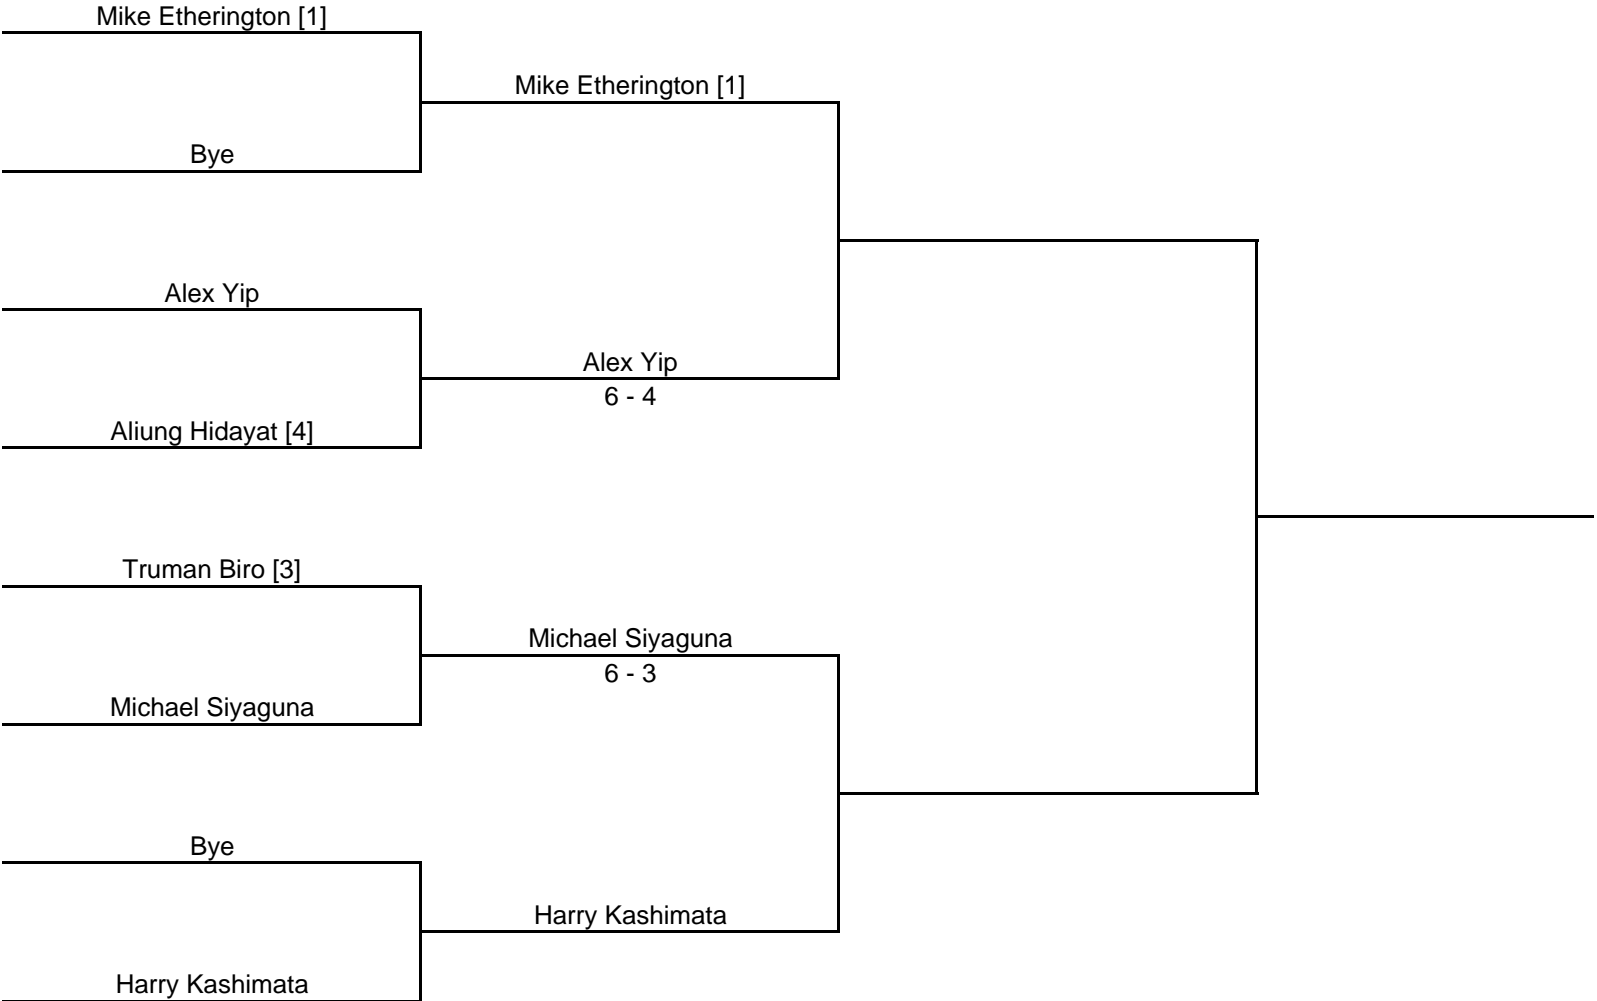 Mike Etherington [1]
Mike Etherington [1]
Bye
Alex Yip
Alex Yip
6 - 4
Aliung Hidayat [4]
Truman Biro [3]
Michael Siyaguna
6 - 3
Michael Siyaguna
Bye
Harry Kashimata
Harry Kashimata